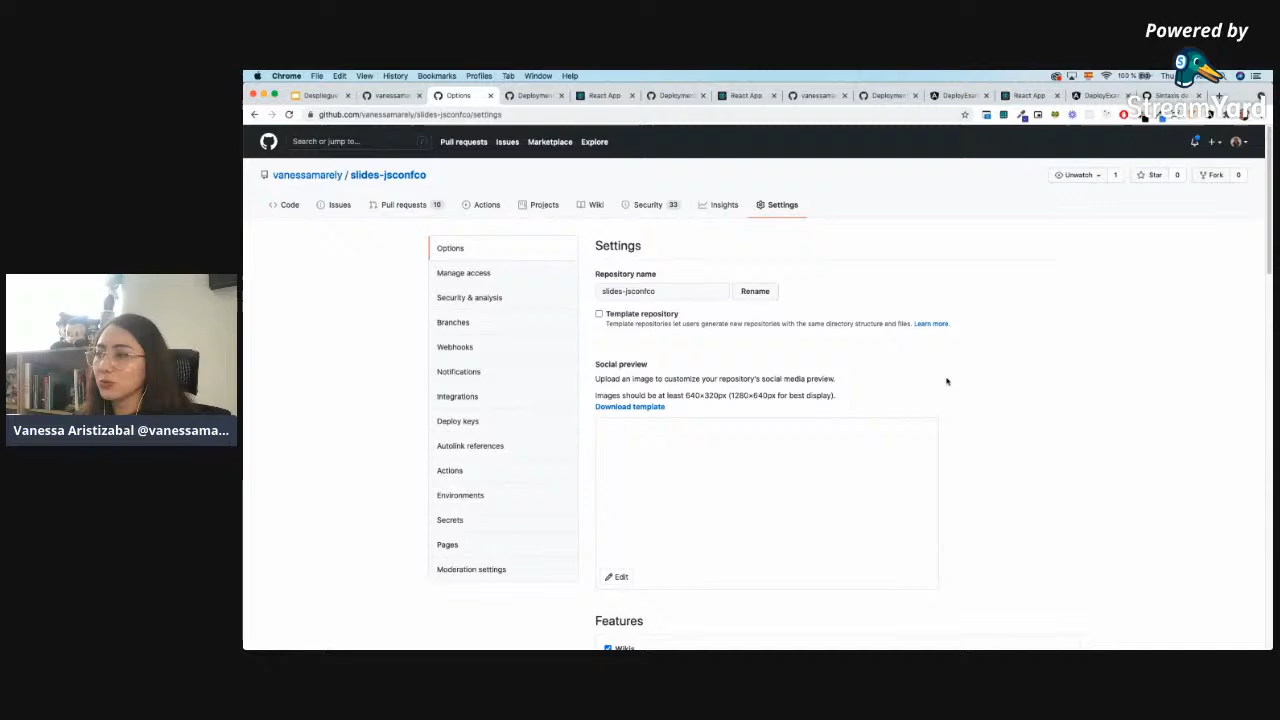 Powered by
StreamYard
Chrome File Edit View History Bookmarks Profiles Tab Window Help
100% Thu
Options
React App
React App
React App
github.com/vanessamarely/slides-jsconfco/settings
Search or jump to... /
Pull requests Issues Marketplace Explore
vanessamarely / slides-jsconfco
Unwatch 1 Star 0 Fork 0
Code Issues Pull requests 10 Actions Projects Wiki Security 33 Insights Settings
Options
Manage access
Security & analysis
Branches
Webhooks
Notifications
Integrations
Deploy keys
Autolink references
Actions
Environments
Secrets
Pages
Moderation settings
Settings
Repository name
slides-jsconfco Rename
Template repository
Template repositories let users generate new repositories with the same directory structure and files. Learn more.
Social preview
Upload an image to customize your repository's social media preview.
Images should be at least 640×320px (1280×640px for best display).
Download template
Edit
Features
Wikis
Vanessa Aristizabal @vanessama...